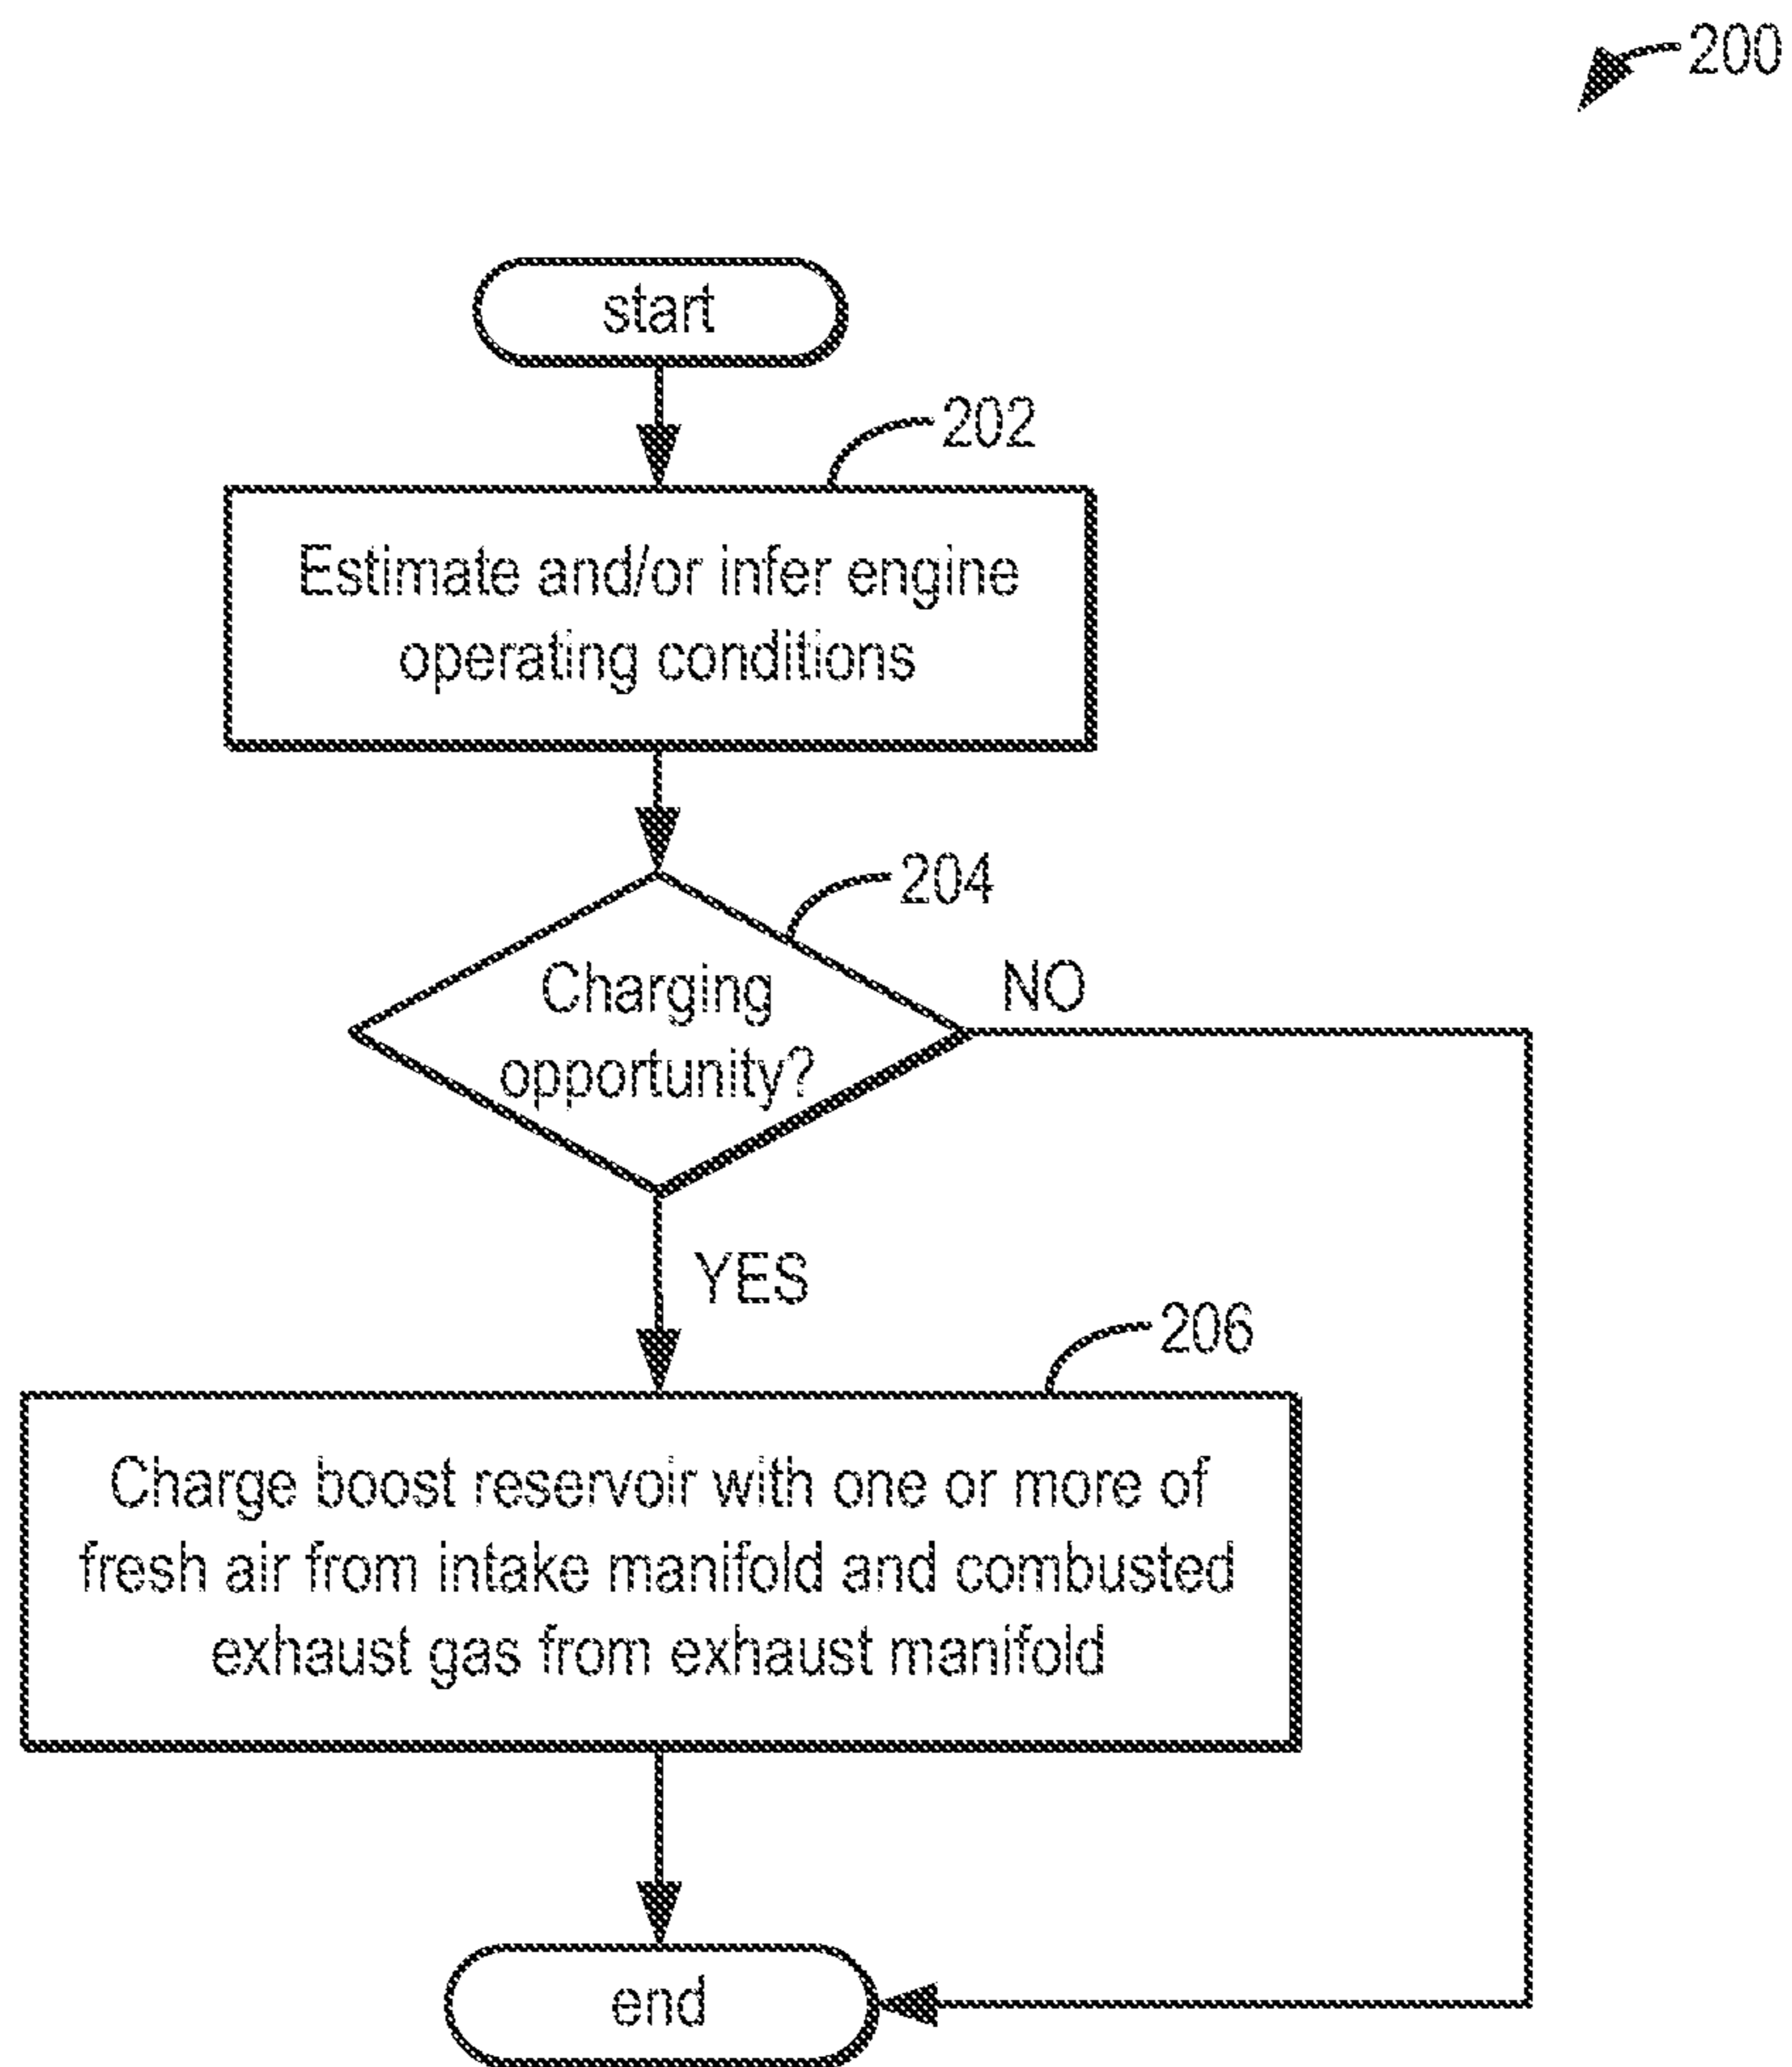 200
start
202
Estimate and/or infer engine
operating conditions
204
Charging
opportunity?
NO
YES
206
Charge boost reservoir with one or more of
fresh air from intake manifold and combusted
exhaust gas from exhaust manifold
end